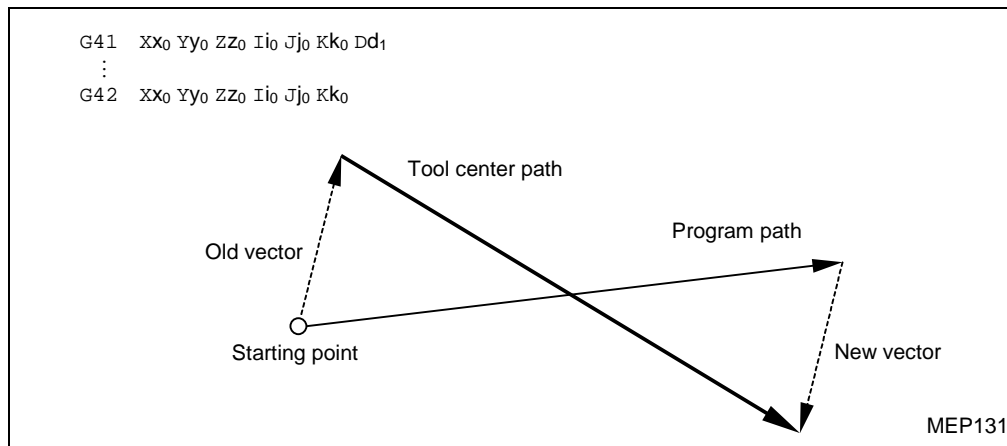 G41 Xx₀ Yy₀ Zz₀ Ii₀ Jj₀ Kk₀ Dd₁
⋮
G42 Xx₀ Yy₀ Zz₀ Ii₀ Jj₀ Kk₀
Tool center path
Program path
Old vector
Starting point
New vector
MEP131